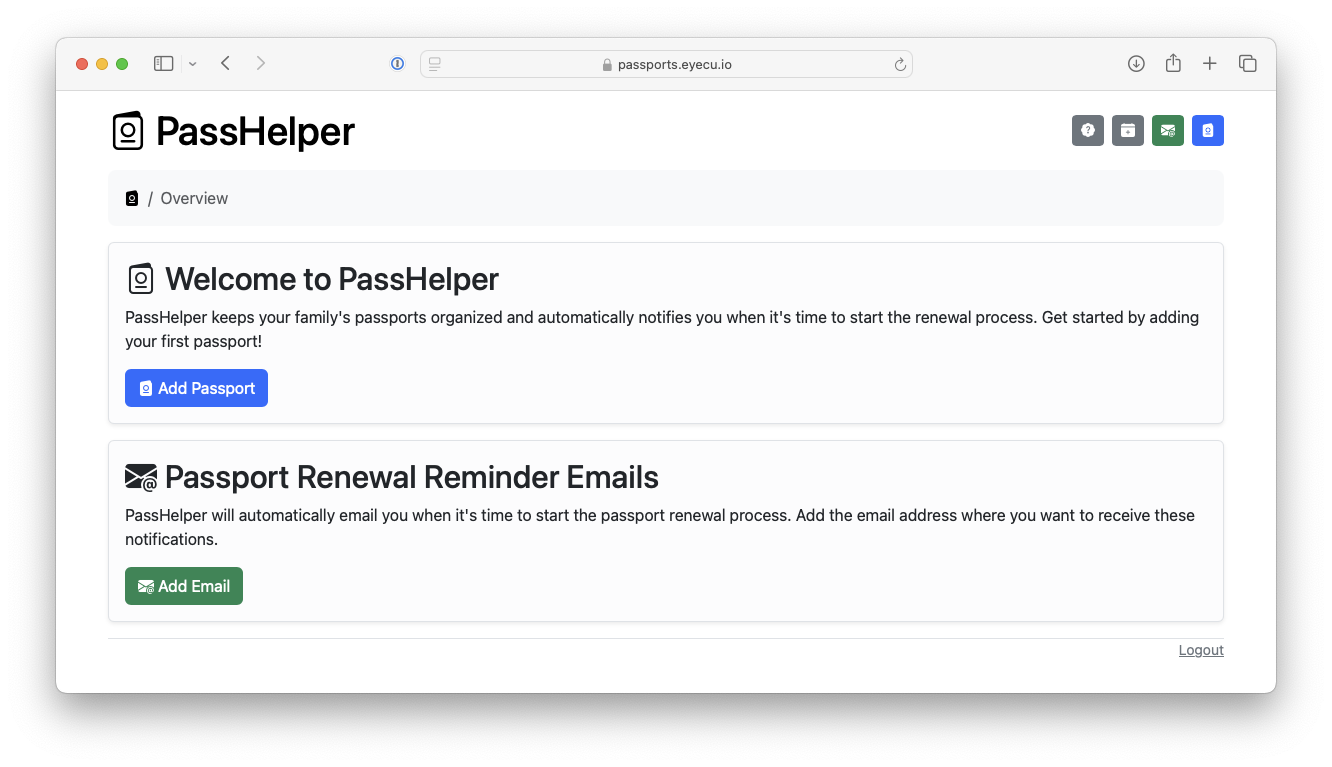 passports.eyecu.io
PassHelper
/ Overview
Welcome to PassHelper
PassHelper keeps your family's passports organized and automatically notifies you when it's time to start the renewal process. Get started by adding
your first passport!
Add Passport
Passport Renewal Reminder Emails
PassHelper will automatically email you when it's time to start the passport renewal process. Add the email address where you want to receive these
notifications.
Add Email
Logout